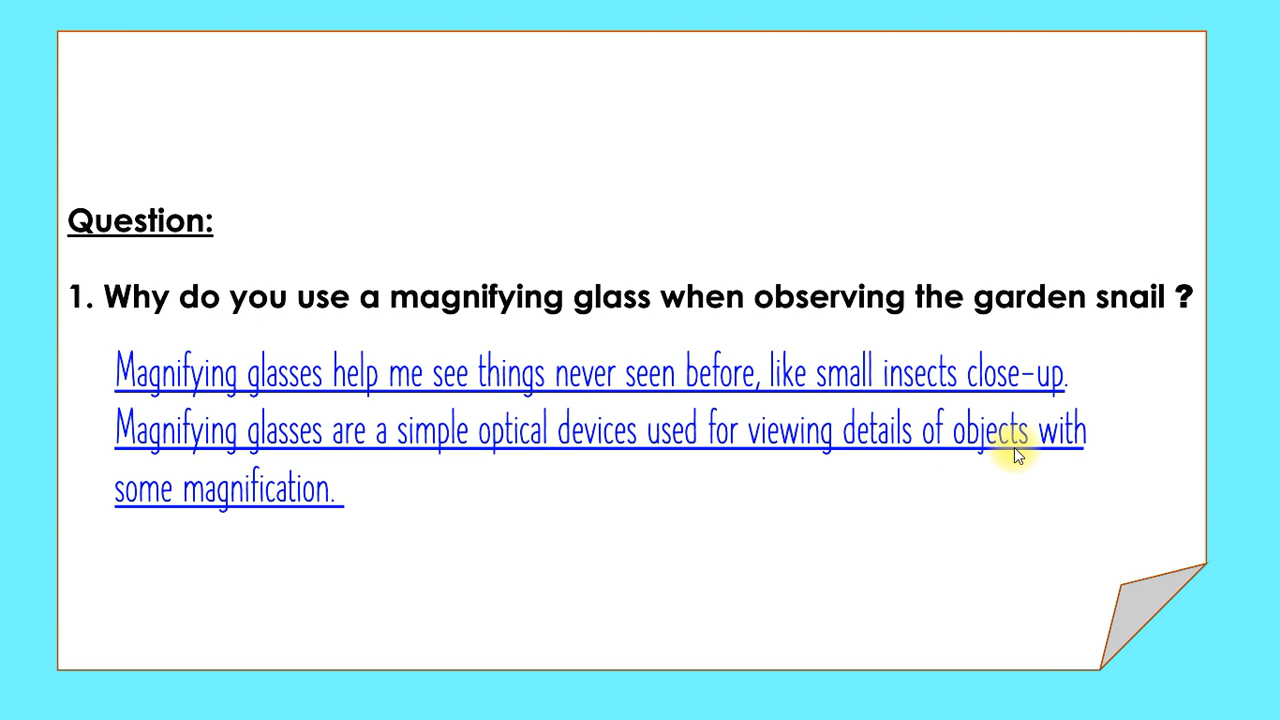 Question:
1. Why do you use a magnifying glass when observing the garden snail ?
Magnifying glasses help me see things never seen before, like small insects close-up.
Magnifying glasses are a simple optical devices used for viewing details of objects with
some magnification.